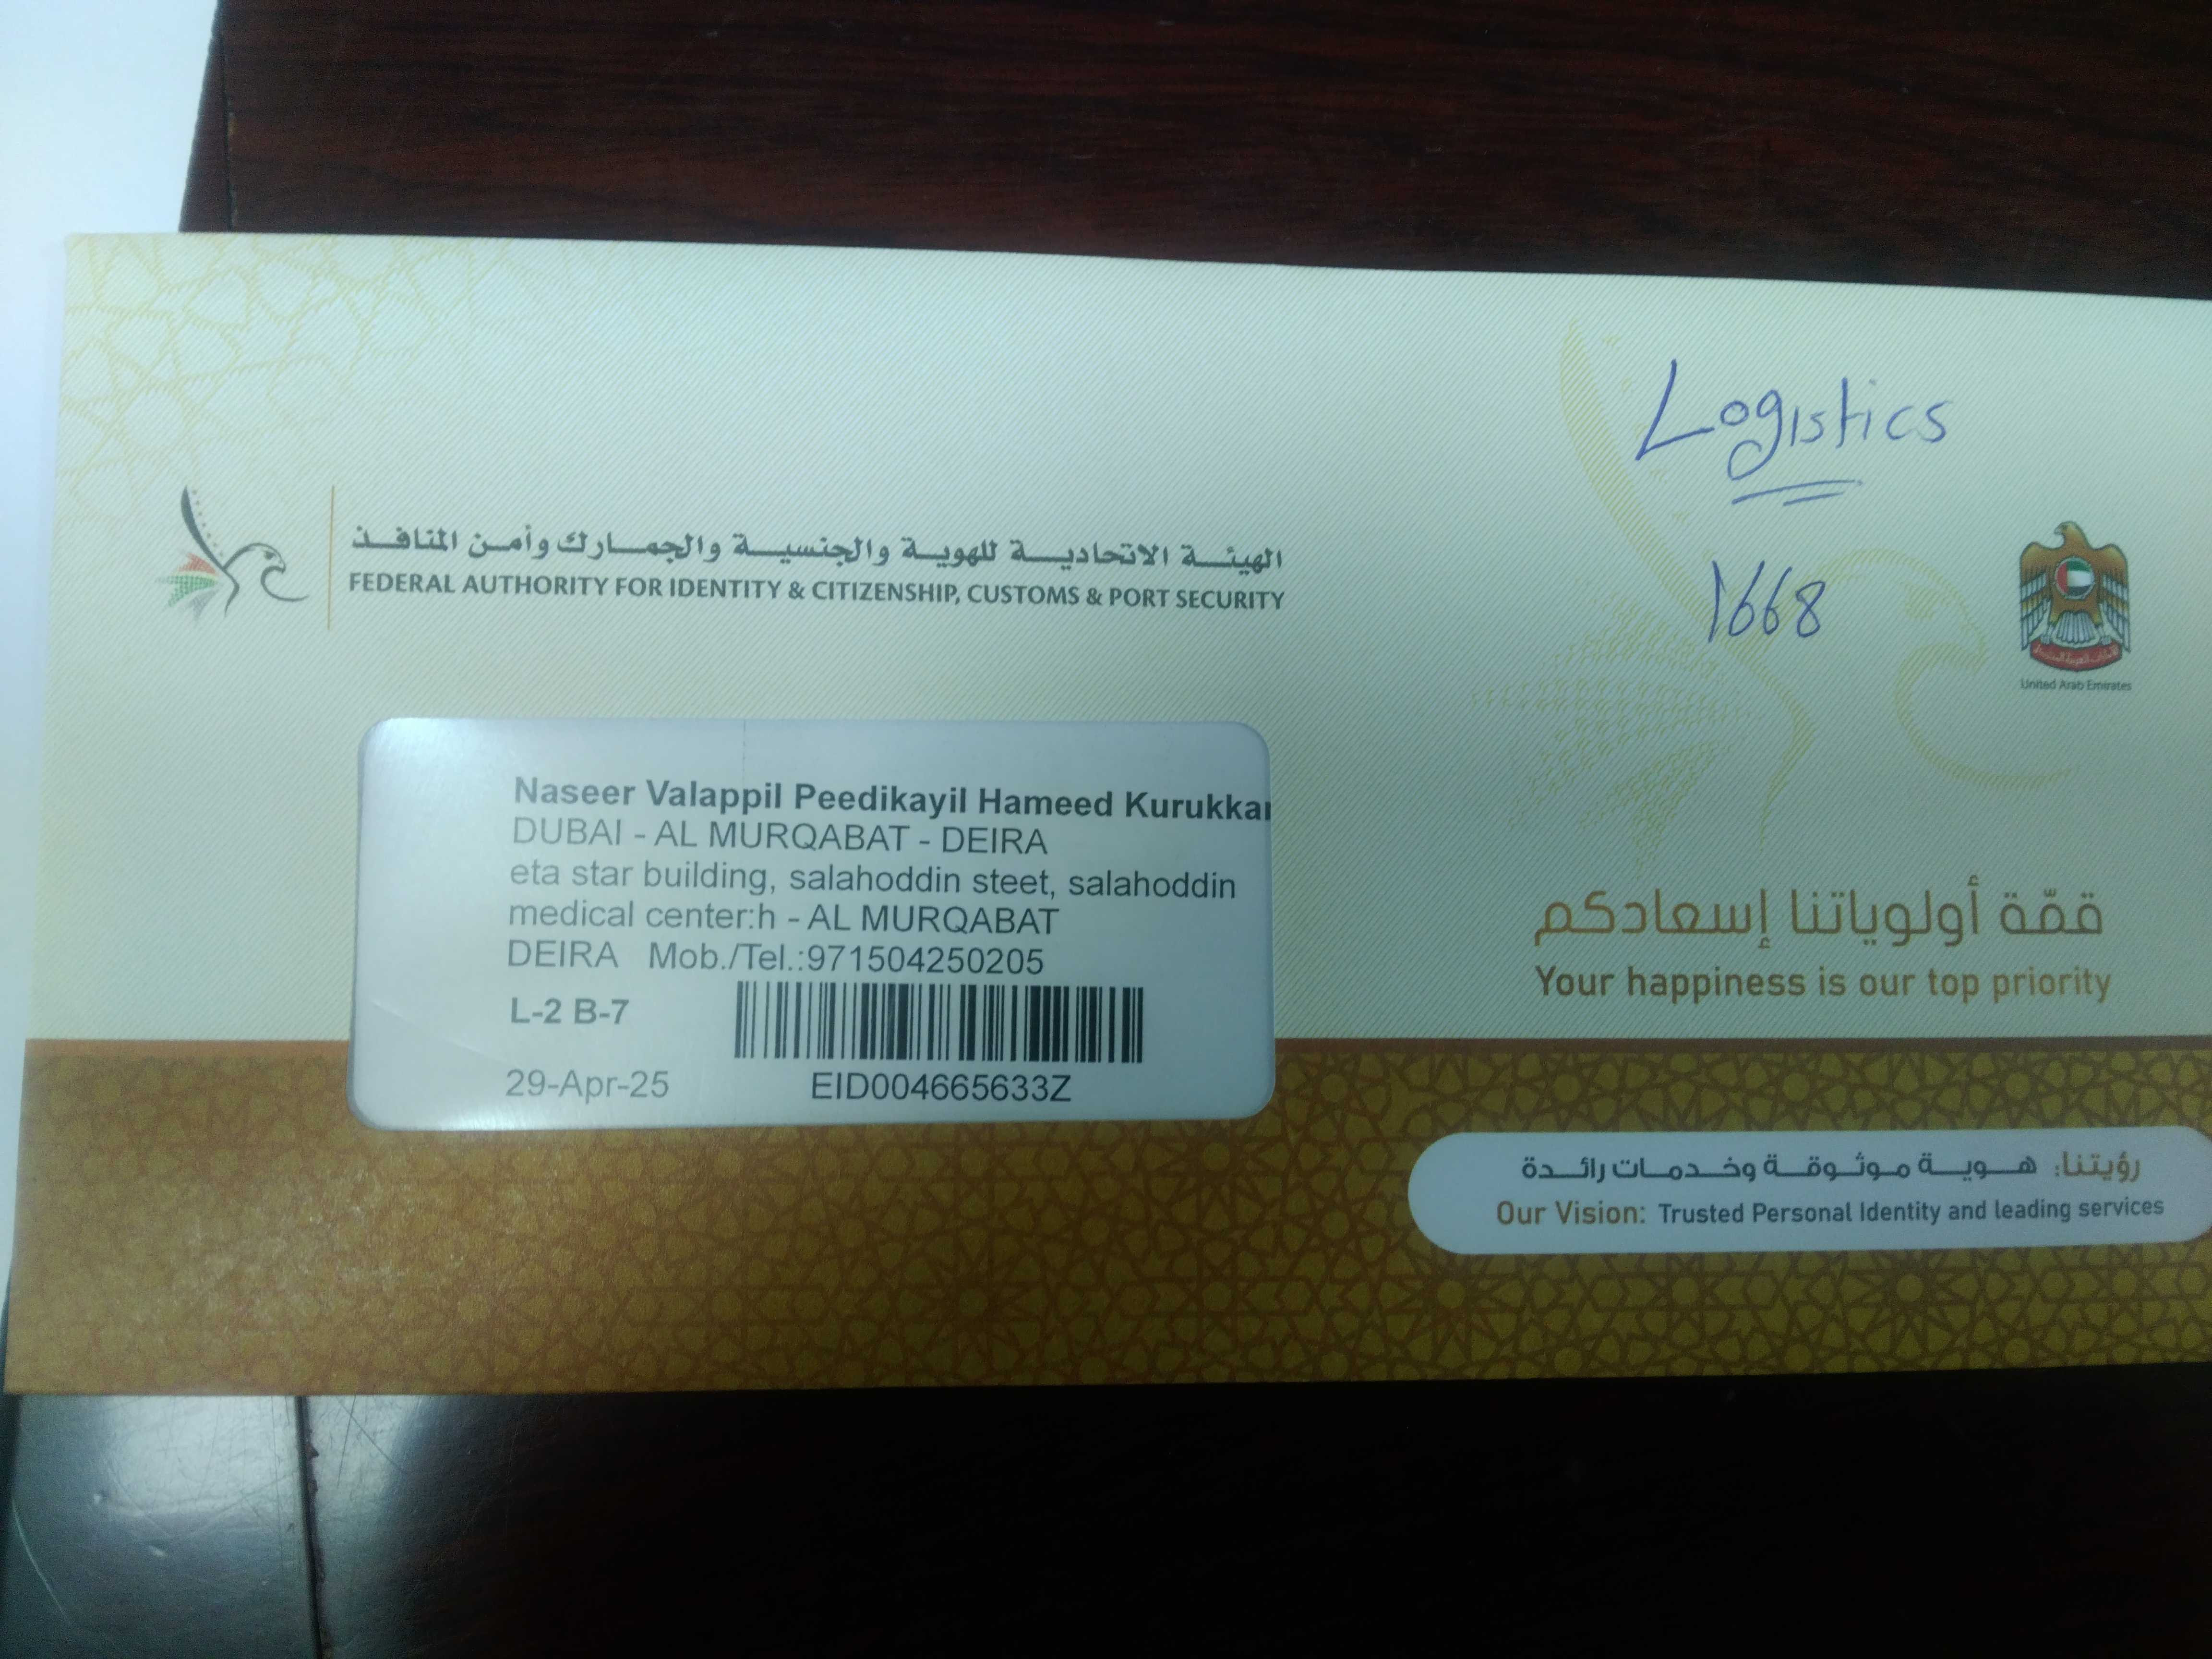 Logistics
1668
الهيئة الاتحادية للهوية والجنسية والجمارك وأمن المنافذ
FEDERAL AUTHORITY FOR IDENTITY & CITIZENSHIP, CUSTOMS & PORT SECURITY
United Arab Emirates
Naseer Valappil Peedikayil Hameed Kurukkan
DUBAI - AL MURQABAT - DEIRA
eta star building, salahoddin steet, salahoddin
medical center:h - AL MURQABAT
DEIRA Mob./Tel.:971504250205
L-2 B-7
29-Apr-25 EID004665633Z
قمّة أولوياتنا إسعادكم
Your happiness is our top priority
رؤيتنا: هوية موثوقة وخدمات رائدة
Our Vision: Trusted Personal Identity and leading services